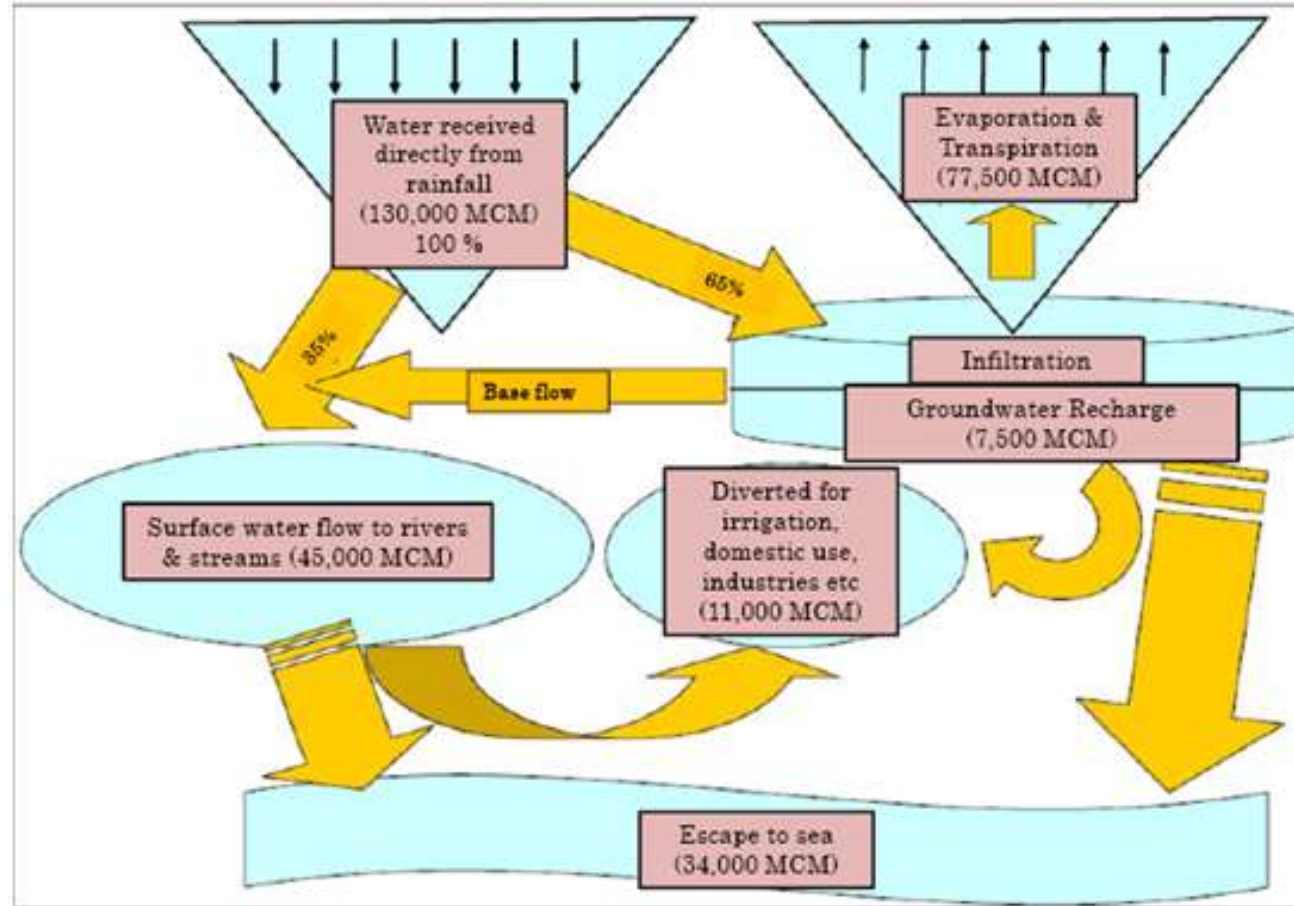 Water received
directly from
rainfall
(130,000 MCM)
100 %
Evaporation &
Transpiration
(77,500 MCM)
65%
35%
Infiltration
Base flow
Groundwater Recharge
(7,500 MCM)
Surface water flow to rivers
& streams (45,000 MCM)
Diverted for
irrigation,
domestic use,
industries etc
(11,000 MCM)
Escape to sea
(34,000 MCM)